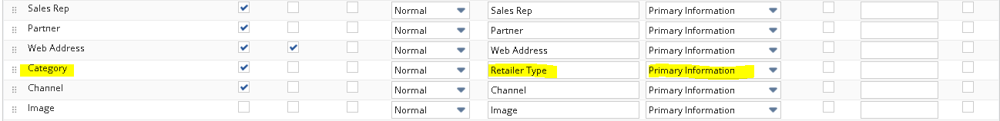 Sales Rep Normal Sales Rep Primary Information
Partner Normal Partner Primary Information
Web Address Normal Web Address Primary Information
Category Normal Retailer Type Primary Information
Channel Normal Channel Primary Information
Image Normal Image Primary Information